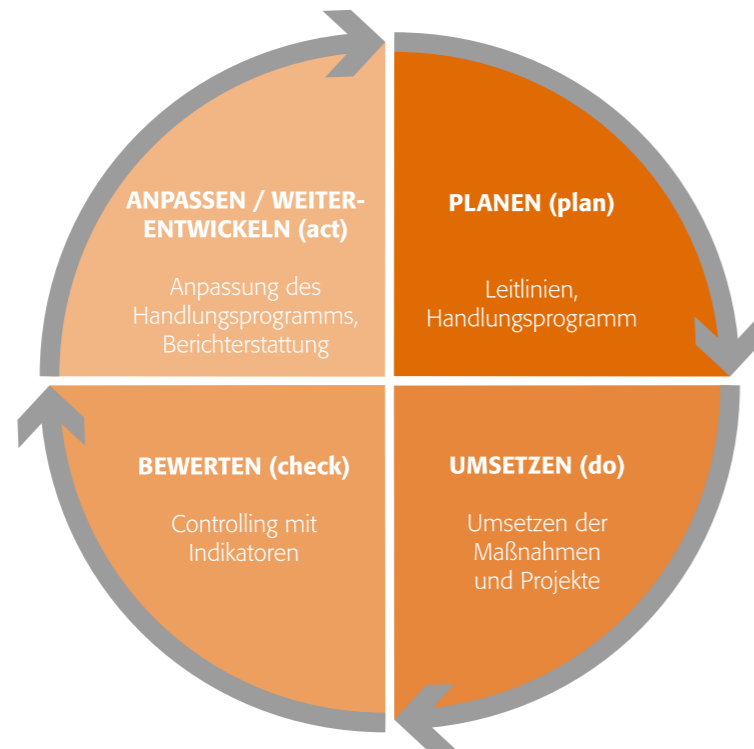 ANPASSEN / WEITER-
ENTWICKELN (act)
Anpassung des
Handlungsprogramms,
Berichterstattung
PLANEN (plan)
Leitlinien,
Handlungsprogramm
BEWERTEN (check)
Controlling mit
Indikatoren
UMSETZEN (do)
Umsetzen der
Maßnahmen
und Projekte